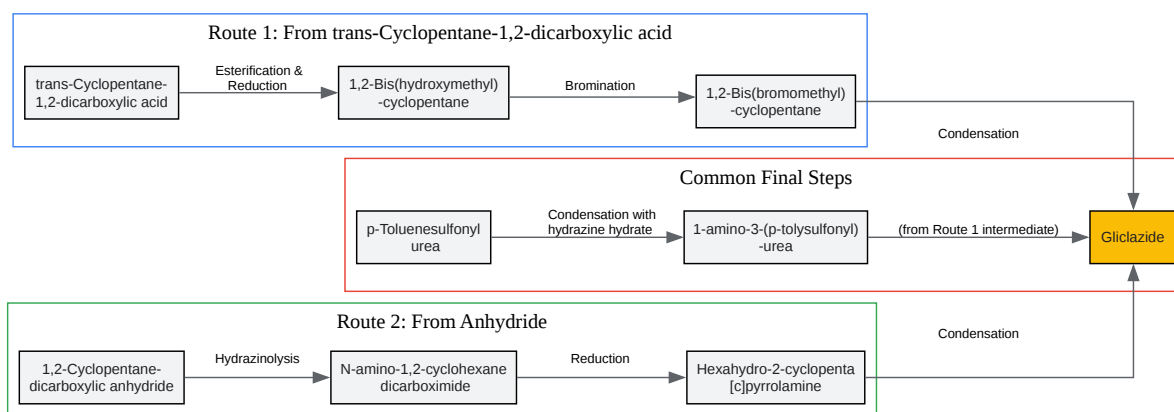 Route 1: From trans-Cyclopentane-1,2-dicarboxylic acid
trans-Cyclopentane-
1,2-dicarboxylic acid
Esterification &
Reduction
1,2-Bis(hydroxymethyl)
-cyclopentane
Bromination
1,2-Bis(bromomethyl)
-cyclopentane
Condensation
Common Final Steps
p-Toluenesulfonyl
urea
Condensation with
hydrazine hydrate
1-amino-3-(p-tolysulfonyl)
-urea
(from Route 1 intermediate)
Gliclazide
Route 2: From Anhydride
1,2-Cyclopentane-
dicarboxylic anhydride
Hydrazinolysis
N-amino-1,2-cyclohexane
dicarboximide
Reduction
Hexahydro-2-cyclopenta
[c]pyrrolamine
Condensation